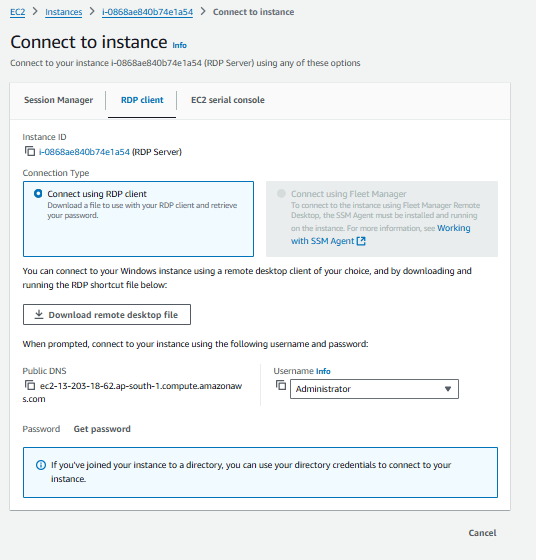 EC2 > Instances > i-0868ae840b74e1a54 > Connect to instance
Connect to instance Info
Connect to your instance i-0868ae840b74e1a54 (RDP Server) using any of these options
Session Manager
RDP client
EC2 serial console
Instance ID
i-0868ae840b74e1a54 (RDP Server)
Connection Type
Connect using RDP client
Download a file to use with your RDP client and retrieve
your password.
Connect using Fleet Manager
To connect to the instance using Fleet Manager Remote
Desktop, the SSM Agent must be installed and running
on the instance. For more information, see Working
with SSM Agent
You can connect to your Windows instance using a remote desktop client of your choice, and by downloading and
running the RDP shortcut file below:
Download remote desktop file
When prompted, connect to your instance using the following username and password:
Public DNS
ec2-13-203-18-62.ap-south-1.compute.amazonaw
s.com
Username Info
Administrator
Password Get password
If you've joined your instance to a directory, you can use your directory credentials to connect to your
instance.
Cancel